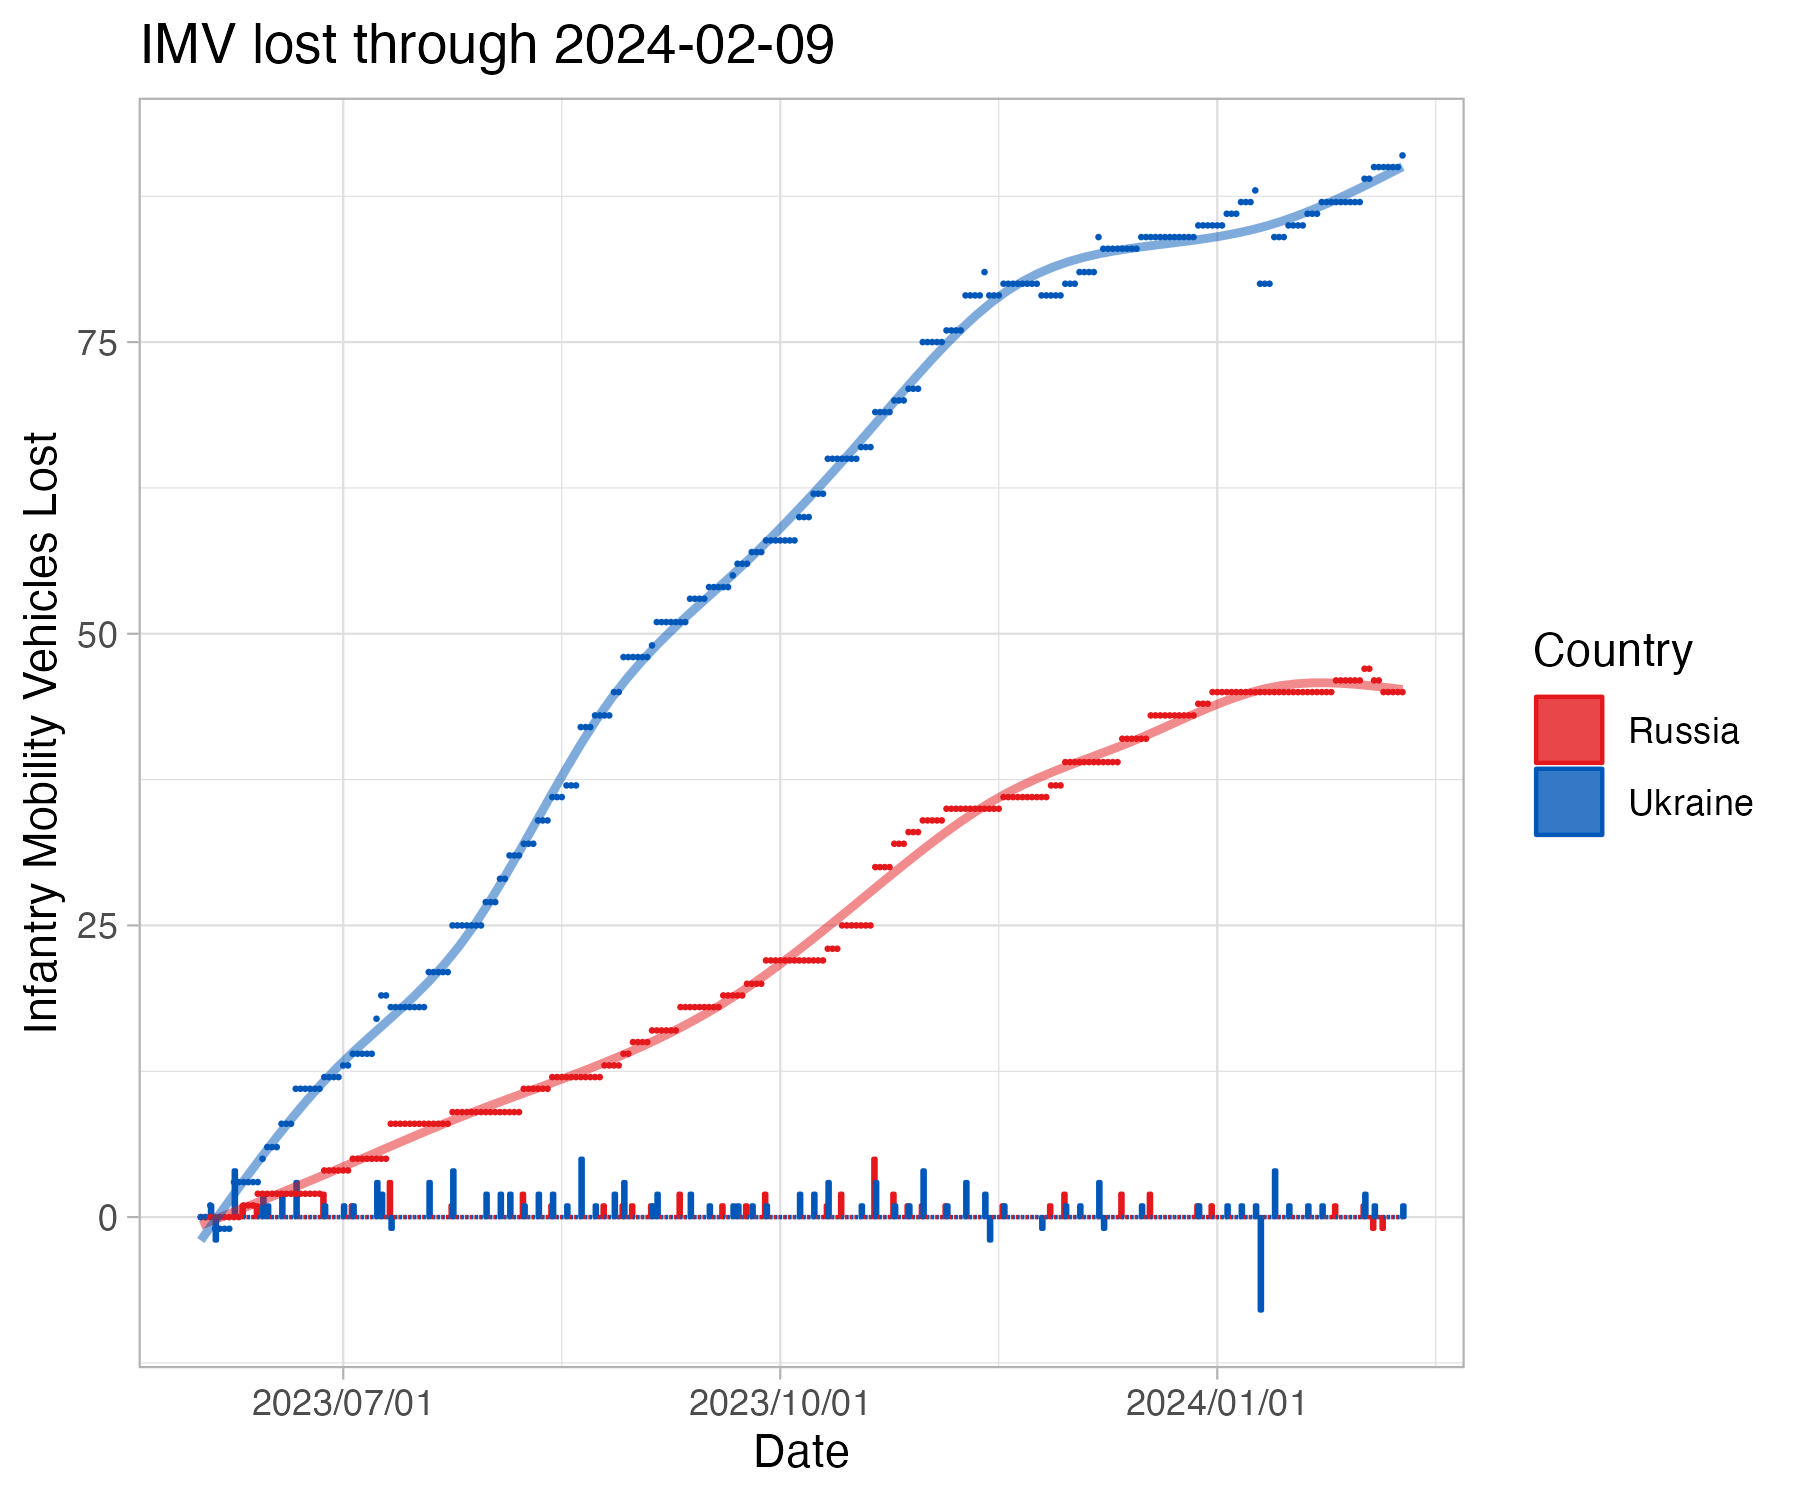 IMV lost through 2024-02-09
Infantry Mobility Vehicles Lost
75
50
25
0
2023/07/01
2023/10/01
2024/01/01
Date
Country
Russia
Ukraine